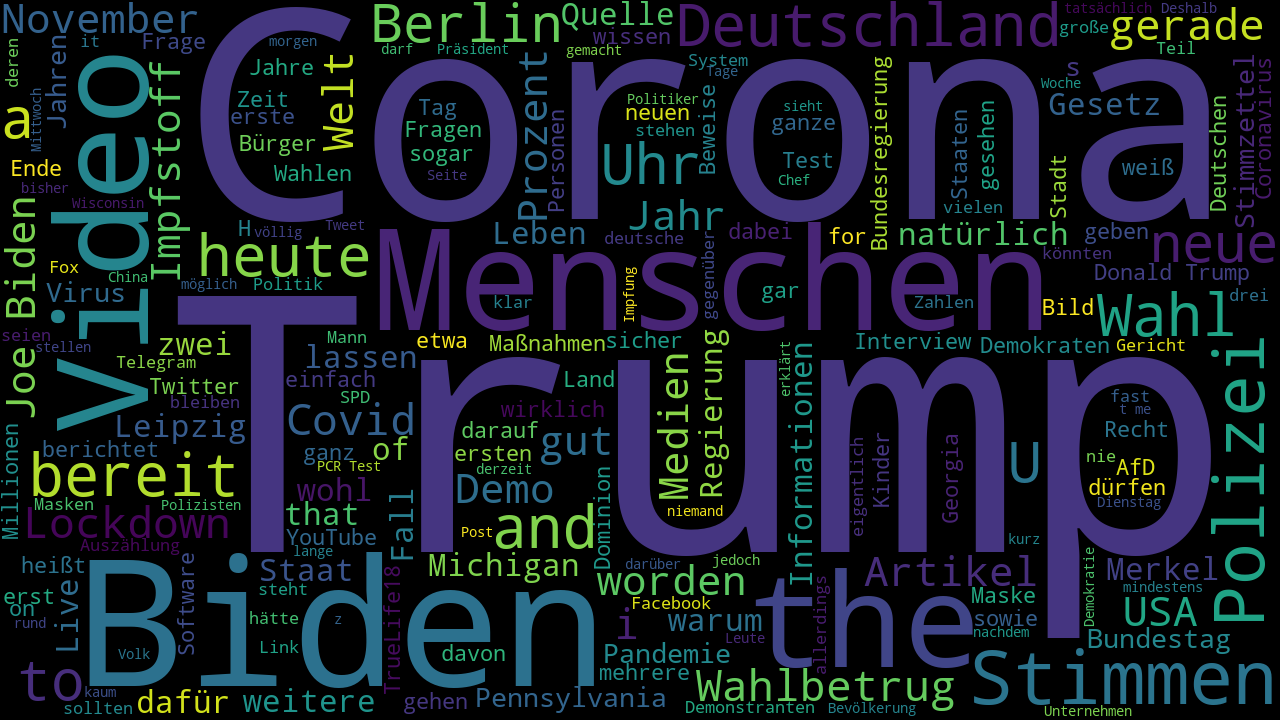 November
it
Frage
morgen
Berlin
Quelle
wissen
Deutschland
tatsächlich
Deshalb
große
gerade
Teil
deren
Jahren
Video
Corona
darf
Präsident
gemacht
System
Tage
s
Woche
Jahre
Zeit
erste
Bürger
Wahlen
Welt
Tag
Fragen
sogar
Seite
Prozent
Personen
Politiker
neuen
stehen
Beweise
Uhr
Jahr
sieht
ganze
Test
Chef
Bundesregierung
Staaten
gesehen
vielen
Gesetz
Stadt
weiß
Deutschen
Stimmzettel
Coronavirus
a
Mittwoch
Ende
bisher
Wisconsin
Impfstoff
Joe Biden
H
völlig
Tweet
heute
Leben
deutsche
gegenüber
dabei
for
natürlich
geben
könnten
neue
Fox
China
Virus
möglich
Politik
Menschen
klar
Impfung
gar
Zahlen
Donald Trump
Bild
drei
Wahl
seien
stellen
zwei
Telegram
Twitter
bleiben
Mann
lassen
einfach
SPD
etwa
Maßnahmen
sicher
Land
Trump
Interview
Demokraten
Gericht
erklärt
Informationen
Medien
Regierung
Covid
Leipzig
berichtet
ganz
of
PCR Test
wirklich
darauf
ersten
derzeit
gut
Demo
fast
t me
Recht
nie
AfD
dürfen
Dienstag
U
Polizei
Millionen
bereit
Masken
Polizisten
wohl
that
Lockdown
Auszählung
YouTube
lange
Fall
Post
and
Dominion
niemand
eigentlich
Kinder
Georgia
kurz
heißt
erst
on
rund
Live
Software
Biden
Staat
steht
hätte
z
Link
Volk
TrueLife18
Michigan
darüber
jedoch
worden
Facebook
i
warum
Leute
the
allerdings
Artikel
Maske
sowie
nachdem
Demokratie
Merkel
mindestens
USA
Bundestag
to
kaum
sollten
dafür
weitere
davon
gehen
Pennsylvania
Pandemie
mehrere
Wahlbetrug
Demonstranten
Bevölkerung
Stimmen
Unternehmen